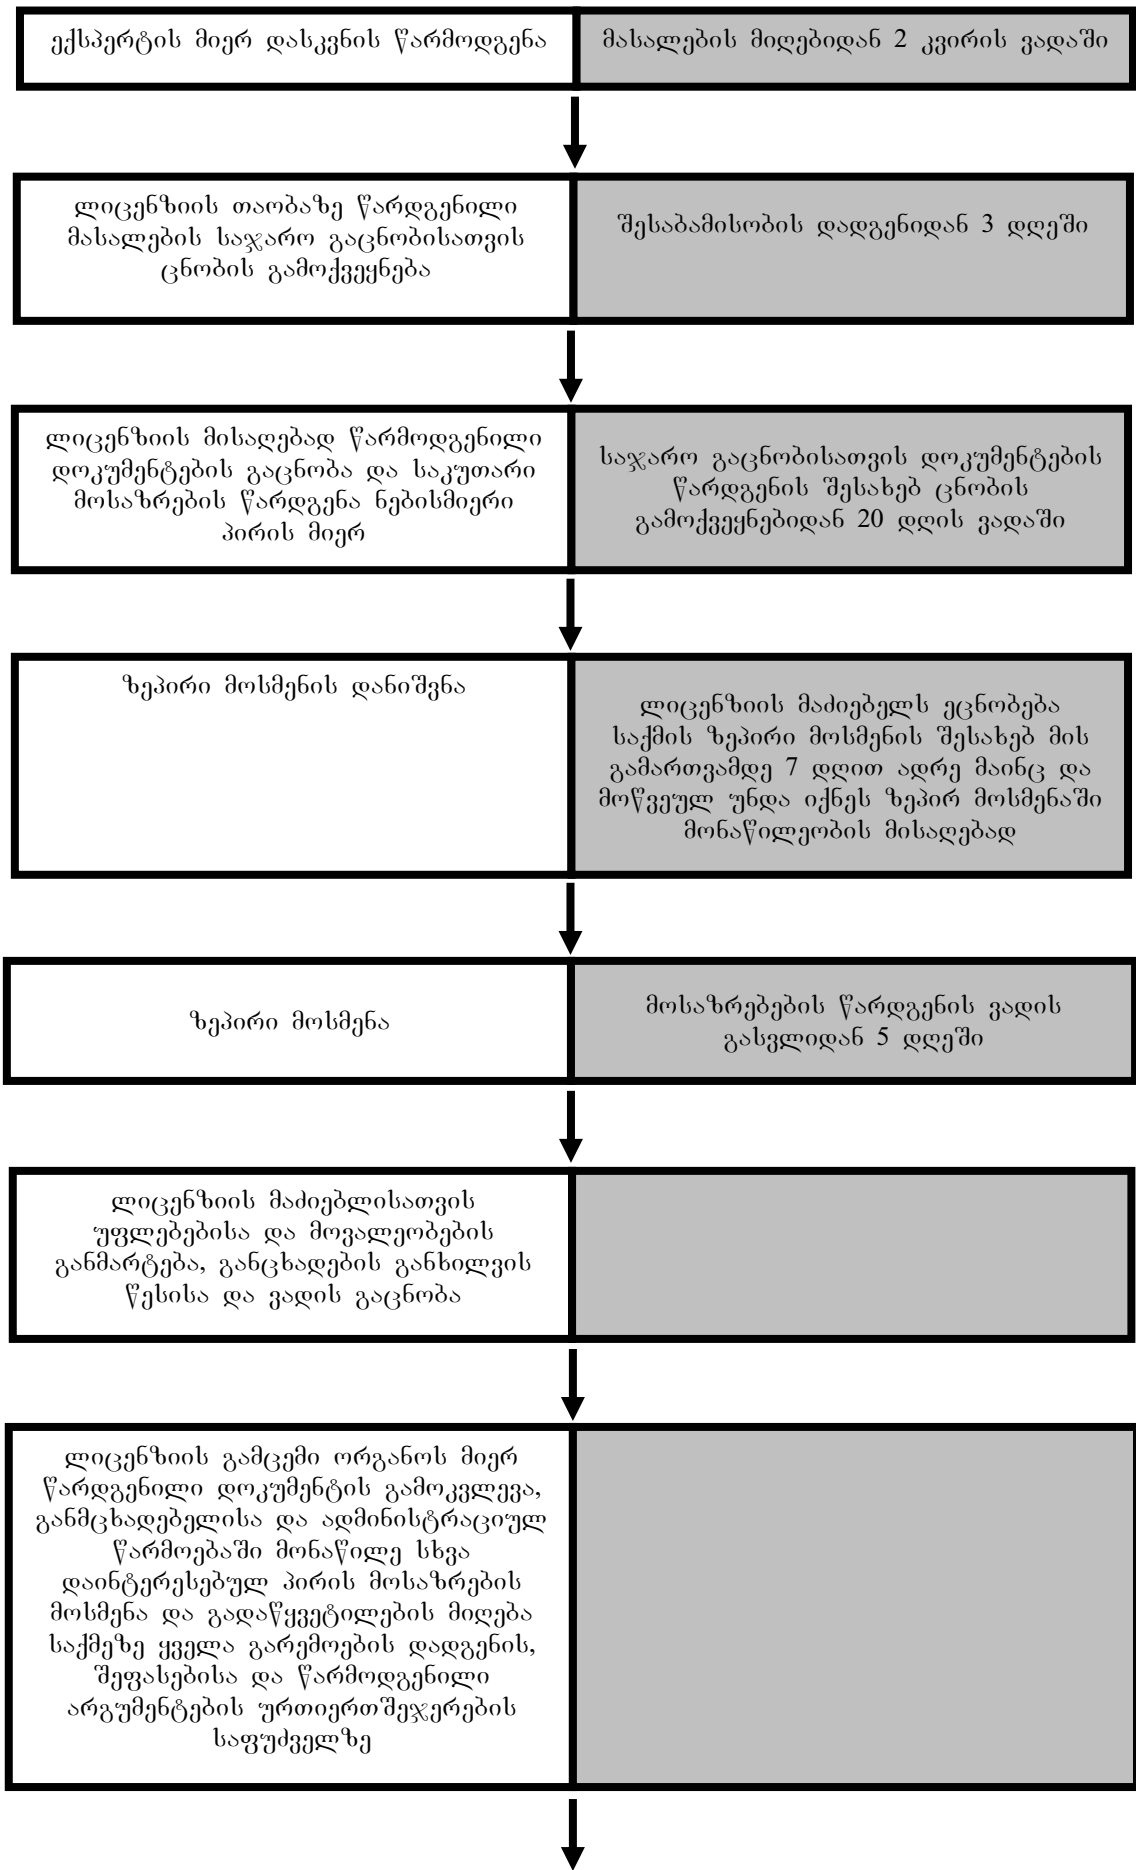 ექსპერტის მიერ დასკვნის წარმოდგენა
მასალების მიღებიდან 2 კვირის ვადაში
ლიცენზიის თაობაზე წარდგენილი
მასალების საჯარო გაცნობისათვის
ცნობის გამოქვეყნება
შესაბამისობის დადგენიდან 3 დღეში
ლიცენზიის მისაღებად წარმოდგენილი
დოკუმენტების გაცნობა და საკუთარი
მოსაზრების წარდგენა ნებისმიერი
პირის მიერ
საჯარო გაცნობისათვის დოკუმენტების
წარდგენის შესახებ ცნობის
გამოქვეყნებიდან 20 დღის ვადაში
ზეპირი მოსმენის დანიშვნა
ლიცენზიის მაძიებელს ეცნობება
საქმის ზეპირი მოსმენის შესახებ მის
გამართვამდე 7 დღით ადრე მაინც და
მოწვეულ უნდა იქნეს ზეპირ მოსმენაში
მონაწილეობის მისაღებად
ზეპირი მოსმენა
მოსაზრებების წარდგენის ვადის
გასვლიდან 5 დღეში
ლიცენზიის მაძიებლისათვის
უფლებებისა და მოვალეობების
განმარტება, განცხადების განხილვის
წესისა და ვადის გაცნობა
ლიცენზიის გამცემი ორგანოს მიერ
წარდგენილი დოკუმენტის გამოკვლევა,
განმცხადებელისა და ადმინისტრაციულ
წარმოებაში მონაწილე სხვა
დაინტერესებულ პირის მოსაზრების
მოსმენა და გადაწყვეტილების მიღება
საქმეზე ყველა გარემოების დადგენის,
შეფასებისა და წარმოდგენილი
არგუმენტების ურთიერთშეჯერების
საფუძველზე